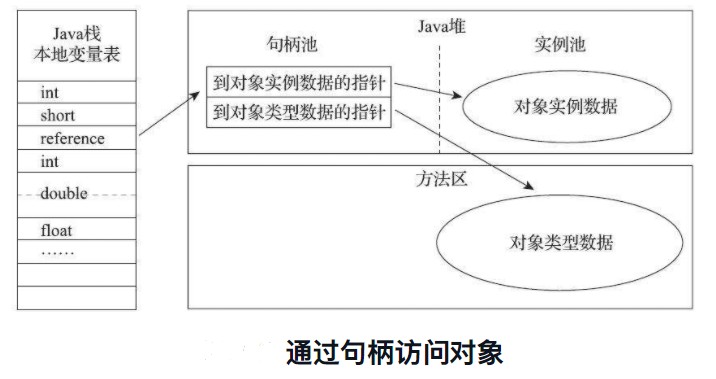 Java栈
本地变量表
int
short
reference
int
double
float
……
Java堆
句柄池
实例池
到对象实例数据的指针
到对象类型数据的指针
对象实例数据
方法区
对象类型数据
通过句柄访问对象